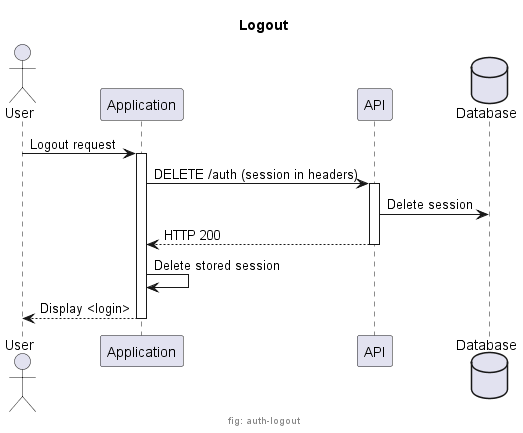 Logout
User
Application
API
Database
Logout request
DELETE /auth (session in headers)
Delete session
HTTP 200
Delete stored session
Display <login>
User
Application
API
Database
fig: auth-logout